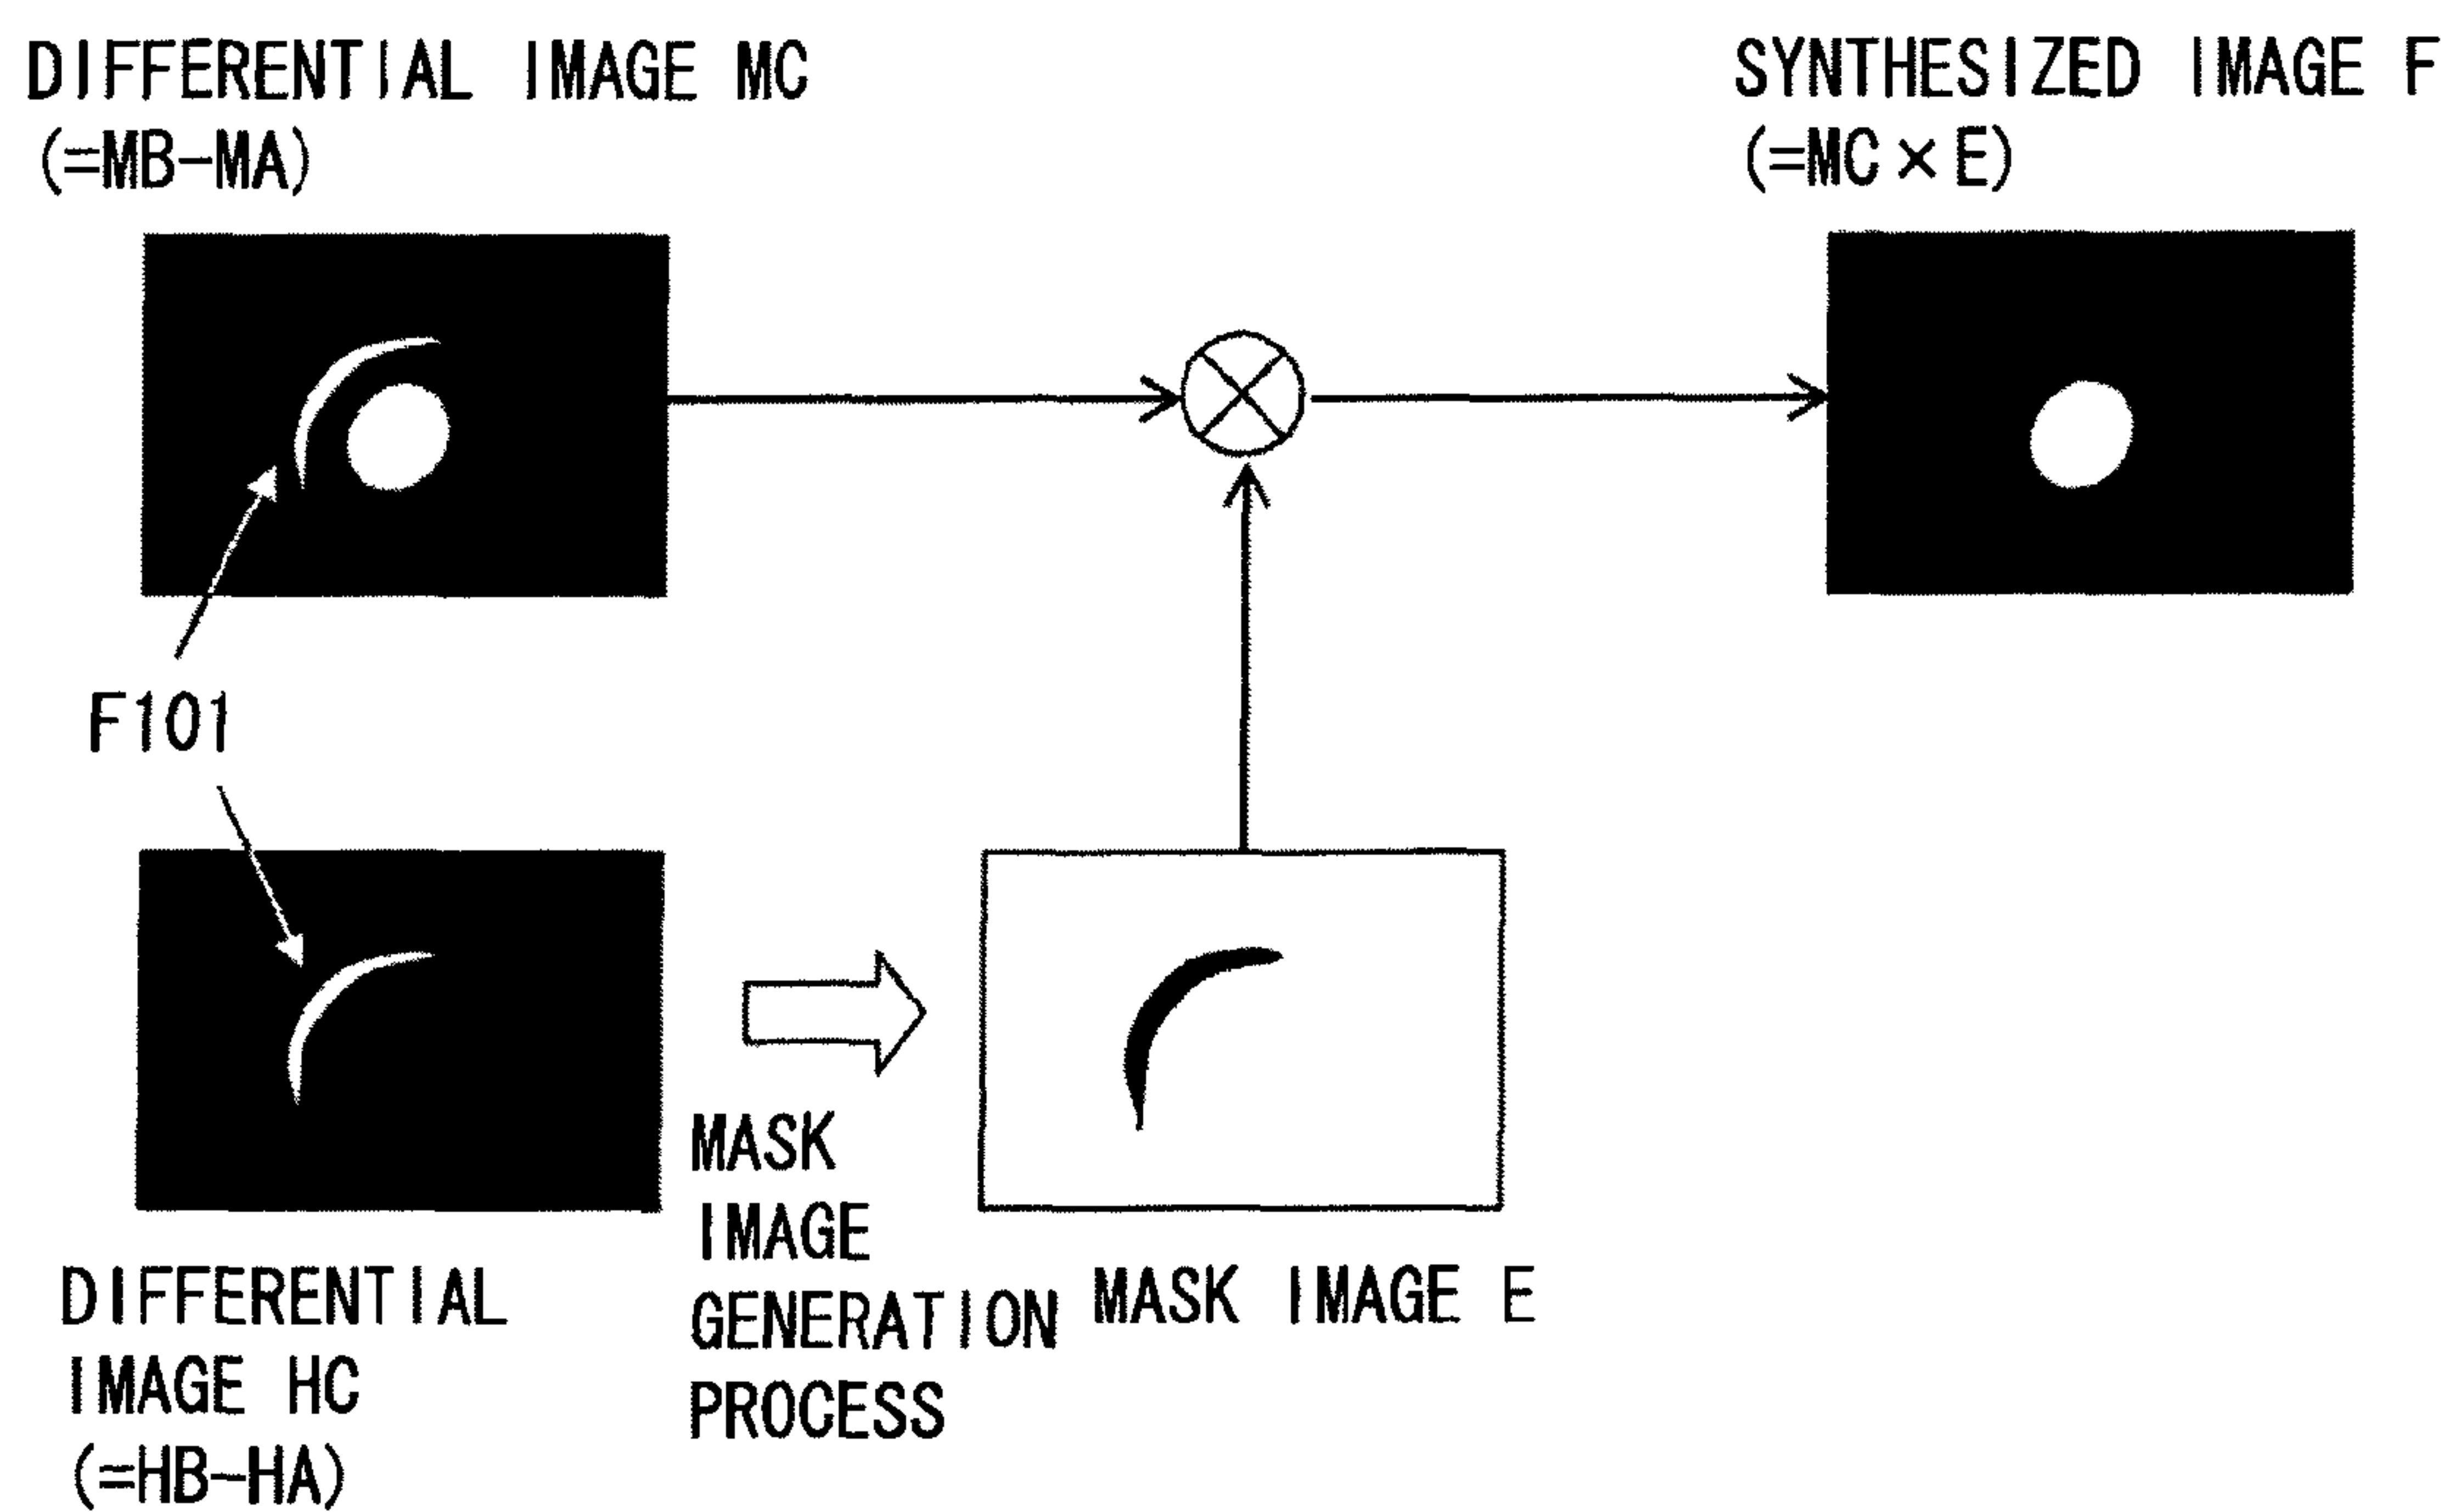 DIFFERENTIAL IMAGE MC
(=MB-MA)
SYNTHESIZED IMAGE F
(=MC×E)
F101
MASK
IMAGE
GENERATION
PROCESS
MASK IMAGE E
DIFFERENTIAL
IMAGE HC
(=HB-HA)